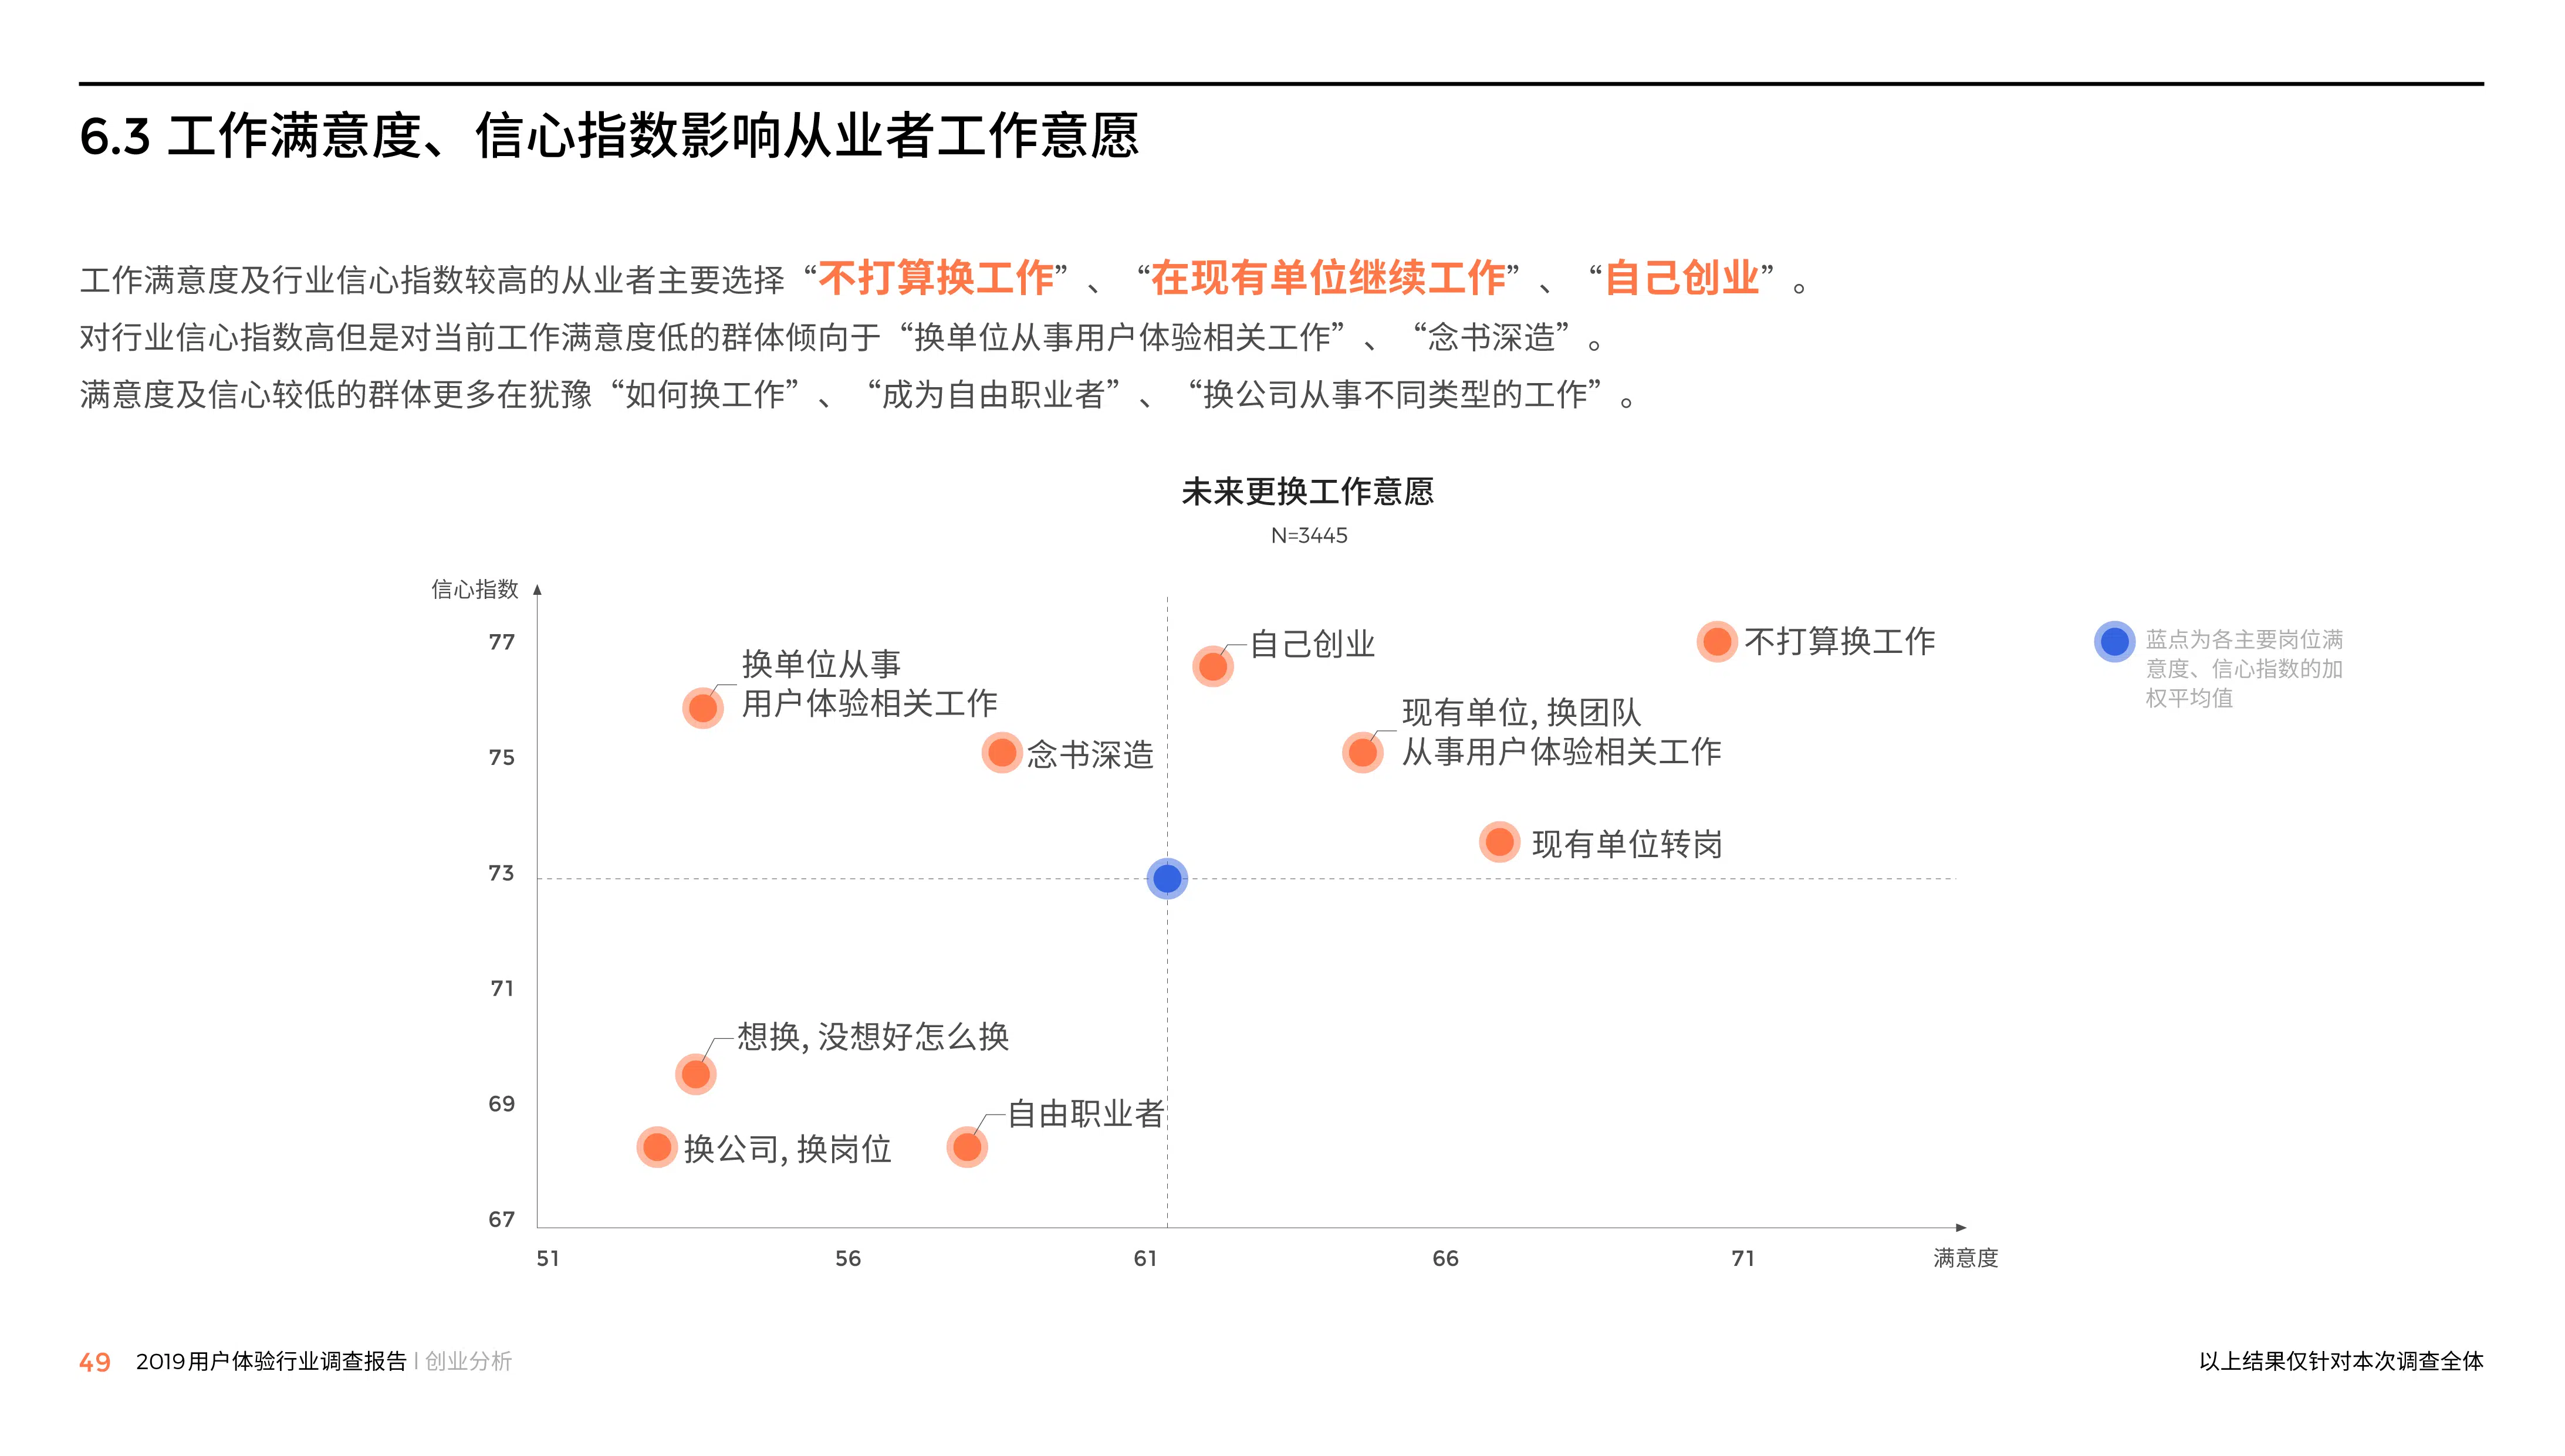 6.3 工作满意度、信心指数影响从业者工作意愿
工作满意度及行业信心指数较高的从业者主要选择“不打算换工作”、“在现有单位继续工作”、“自己创业”。
对行业信心指数高但是对当前工作满意度低的群体倾向于“换单位从事用户体验相关工作”、“念书深造”。
满意度及信心较低的群体更多在犹豫“如何换工作”、“成为自由职业者”、“换公司从事不同类型的工作”。
未来更换工作意愿
N=3445
信心指数
77
75
73
71
69
67
换单位从事
用户体验相关工作
念书深造
自己创业
不打算换工作
现有单位, 换团队
从事用户体验相关工作
现有单位转岗
想换, 没想好怎么换
自由职业者
换公司, 换岗位
51
56
61
66
71
满意度
蓝点为各主要岗位满
意度、信心指数的加
权平均值
49 2019用户体验行业调查报告 | 创业分析
以上结果仅针对本次调查全体